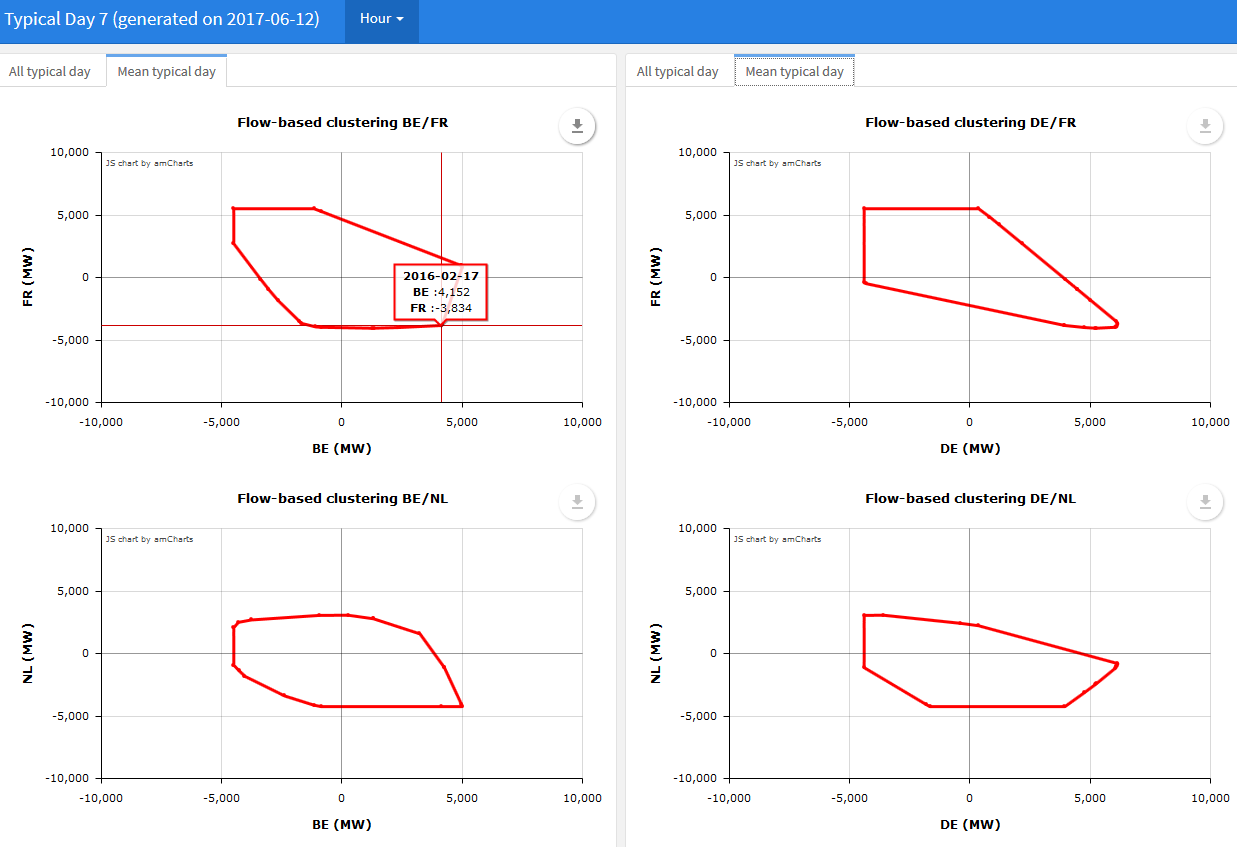 Typical Day 7 (generated on 2017-06-12)
Hour
All typical day
Mean typical day
Flow-based clustering BE/FR
JS chart by amCharts
10,000
5,000
0
-5,000
-10,000
FR (MW)
2016-02-17
BE :4,152
FR :-3,834
-10,000
-5,000
0
5,000
10,000
BE (MW)
Flow-based clustering BE/NL
JS chart by amCharts
10,000
5,000
0
-5,000
-10,000
NL (MW)
-10,000
-5,000
0
5,000
10,000
BE (MW)
All typical day
Mean typical day
Flow-based clustering DE/FR
JS chart by amCharts
10,000
5,000
0
-5,000
-10,000
FR (MW)
-10,000
-5,000
0
5,000
10,000
DE (MW)
Flow-based clustering DE/NL
JS chart by amCharts
10,000
5,000
0
-5,000
-10,000
NL (MW)
-10,000
-5,000
0
5,000
10,000
DE (MW)